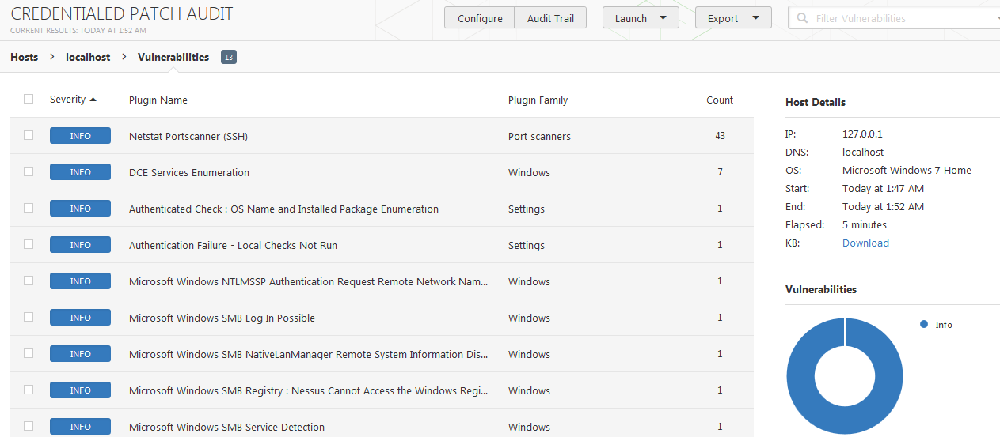 CREDENTIALED PATCH AUDIT
CURRENT RESULTS: TODAY AT 1:52 AM
Configure Audit Trail Launch Export Filter Vulnerabilities
Hosts > localhost > Vulnerabilities 13
Severity Plugin Name Plugin Family Count
INFO Netstat Portscanner (SSH) Port scanners 43
INFO DCE Services Enumeration Windows 7
INFO Authenticated Check : OS Name and Installed Package Enumeration Settings 1
INFO Authentication Failure - Local Checks Not Run Settings 1
INFO Microsoft Windows NTLMSSP Authentication Request Remote Network Nam... Windows 1
INFO Microsoft Windows SMB Log In Possible Windows 1
INFO Microsoft Windows SMB NativeLanManager Remote System Information Dis... Windows 1
INFO Microsoft Windows SMB Registry : Nessus Cannot Access the Windows Regi... Windows 1
INFO Microsoft Windows SMB Service Detection Windows 1
Host Details
IP: 127.0.0.1
DNS: localhost
OS: Microsoft Windows 7 Home
Start: Today at 1:47 AM
End: Today at 1:52 AM
Elapsed: 5 minutes
KB: Download
Vulnerabilities
Info